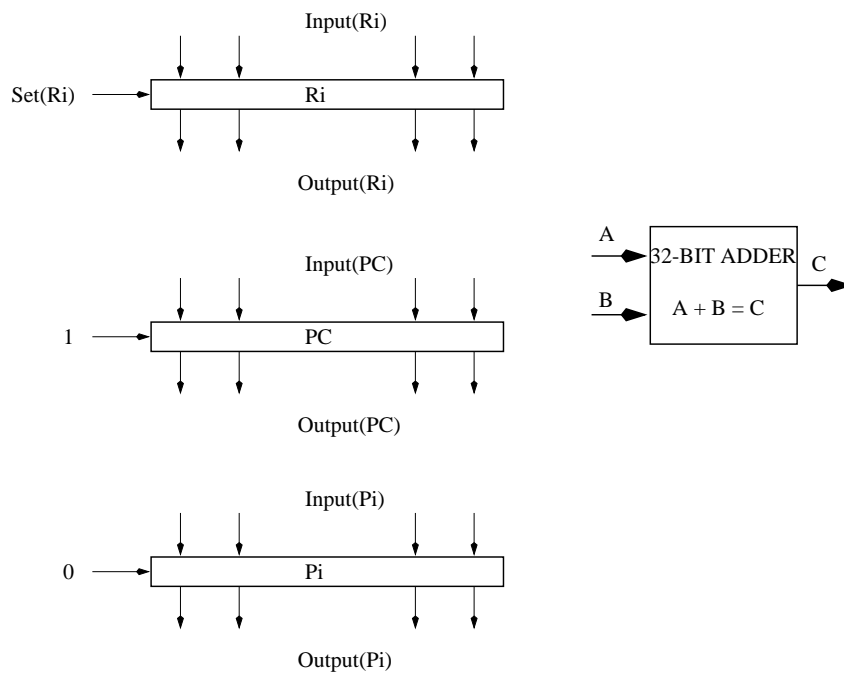 Input(Ri)
Set(Ri)
Ri
Output(Ri)
Input(PC)
1
PC
Output(PC)
Input(Pi)
0
Pi
Output(Pi)
A
32-BIT ADDER
C
B
A + B = C